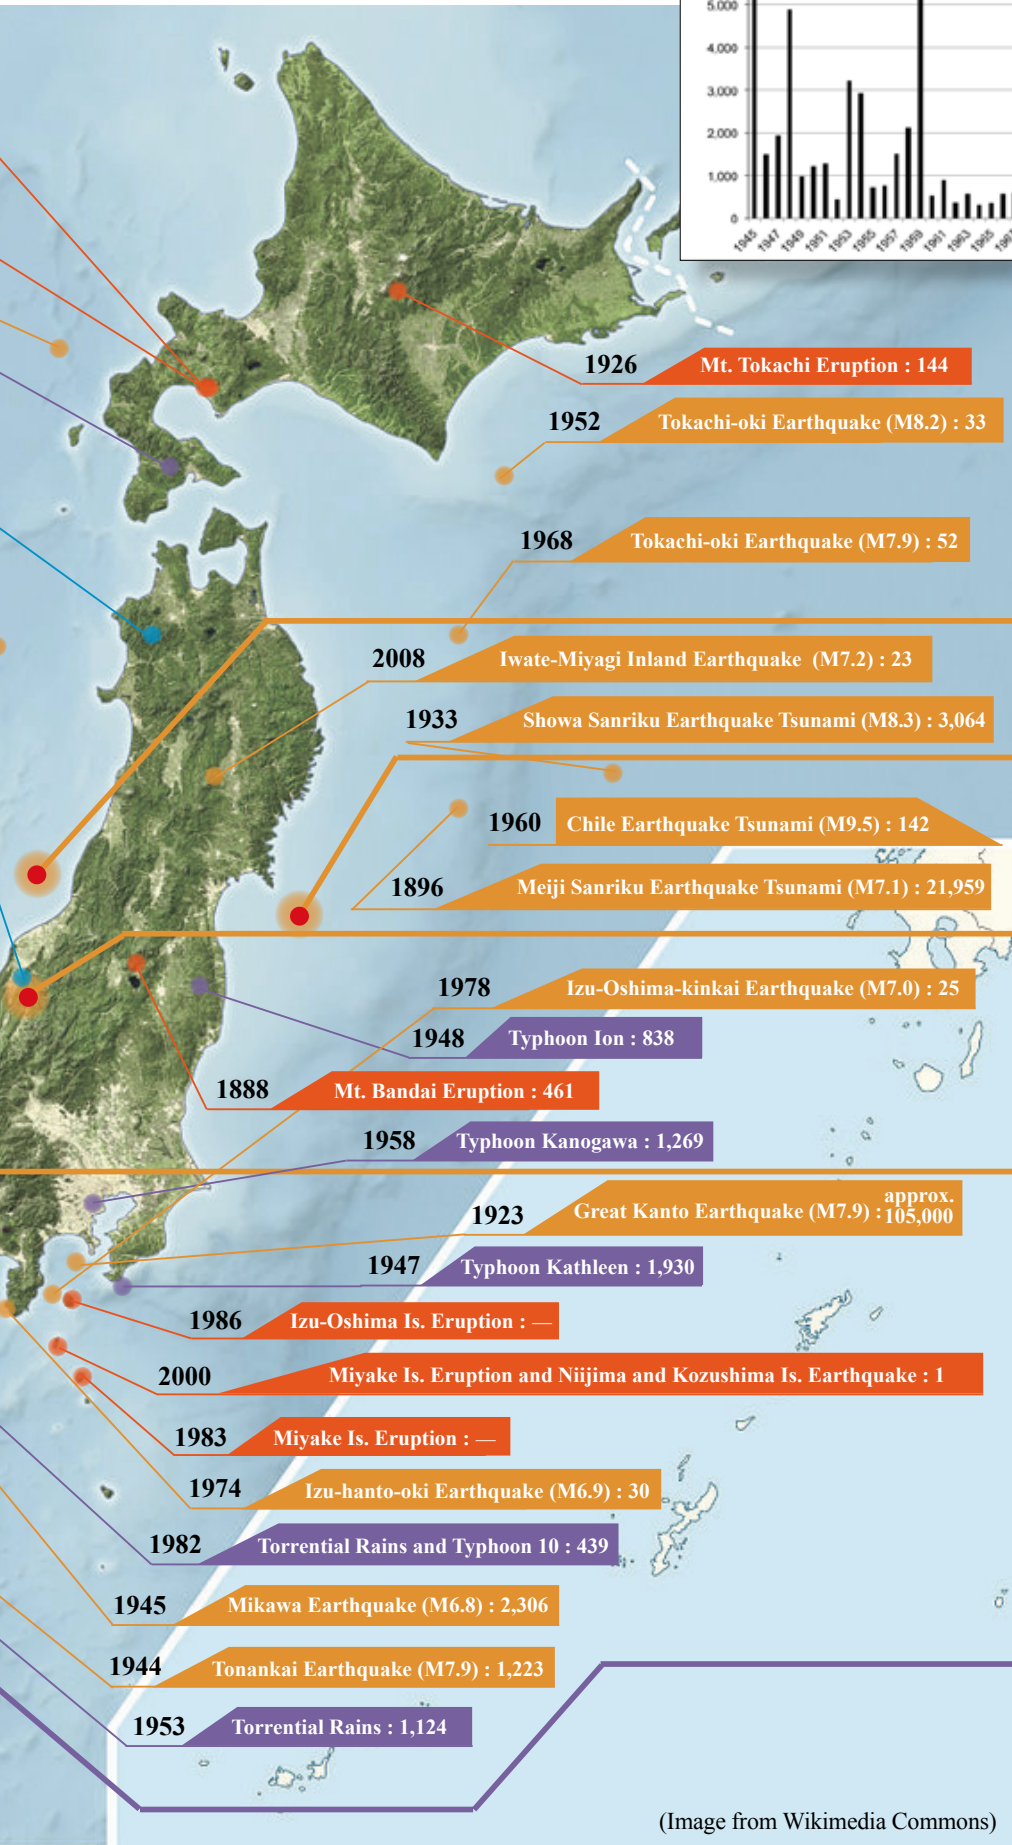 5,000
4,000
3,000
2,000
1,000
0
1945
1947
1949
1951
1953
1955
1957
1959
1961
1963
1965
1926 Mt. Tokachi Eruption : 144
1952 Tokachi-oki Earthquake (M8.2) : 33
1968 Tokachi-oki Earthquake (M7.9) : 52
2008 Iwate-Miyagi Inland Earthquake (M7.2) : 23
1933 Showa Sanriku Earthquake Tsunami (M8.3) : 3,064
1960 Chile Earthquake Tsunami (M9.5) : 142
1896 Meiji Sanriku Earthquake Tsunami (M7.1) : 21,959
1978 Izu-Oshima-kinkai Earthquake (M7.0) : 25
1948 Typhoon Ion : 838
1888 Mt. Bandai Eruption : 461
1958 Typhoon Kanogawa : 1,269
1923 Great Kanto Earthquake (M7.9) : approx. 105,000
1947 Typhoon Kathleen : 1,930
1986 Izu-Oshima Is. Eruption : —
2000 Miyake Is. Eruption and Niijima and Kozushima Is. Earthquake : 1
1983 Miyake Is. Eruption : —
1974 Izu-hanto-oki Earthquake (M6.9) : 30
1982 Torrential Rains and Typhoon 10 : 439
1945 Mikawa Earthquake (M6.8) : 2,306
1944 Tonankai Earthquake (M7.9) : 1,223
1953 Torrential Rains : 1,124
(Image from Wikimedia Commons)